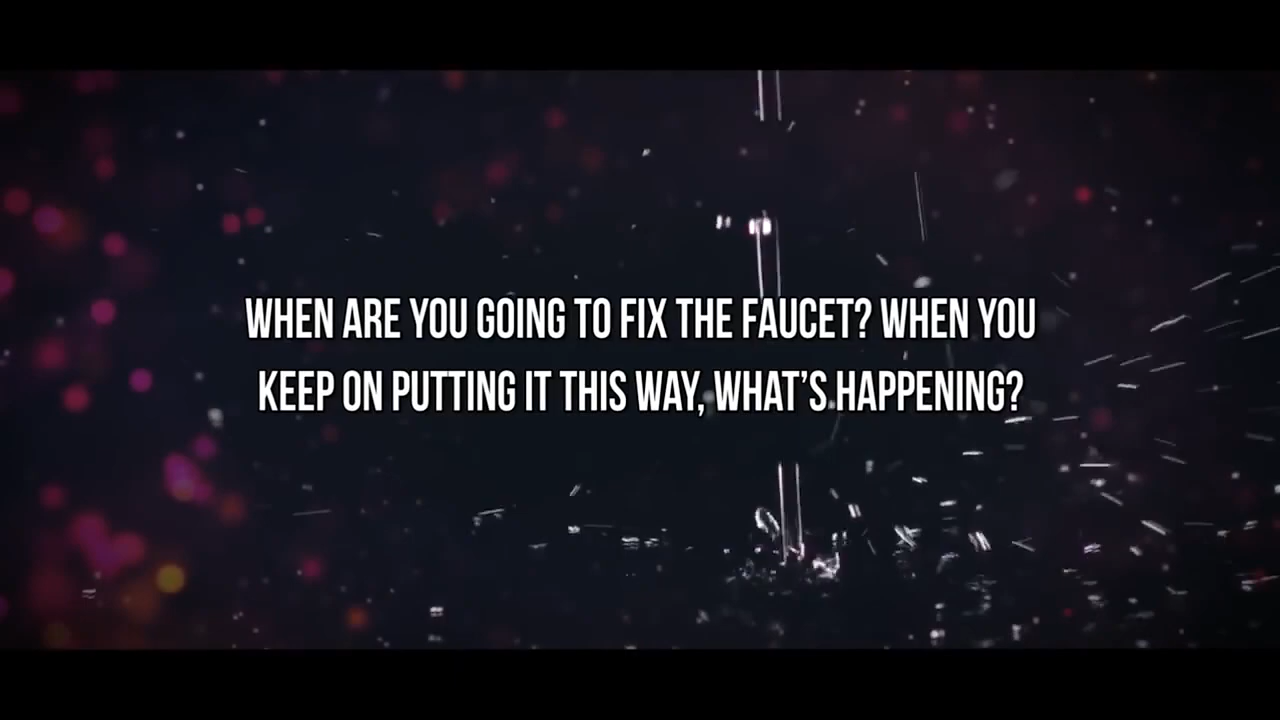 WHEN ARE YOU GOING TO FIX THE FAUCET? WHEN YOU
KEEP ON PUTTING IT THIS WAY, WHAT'S HAPPENING?